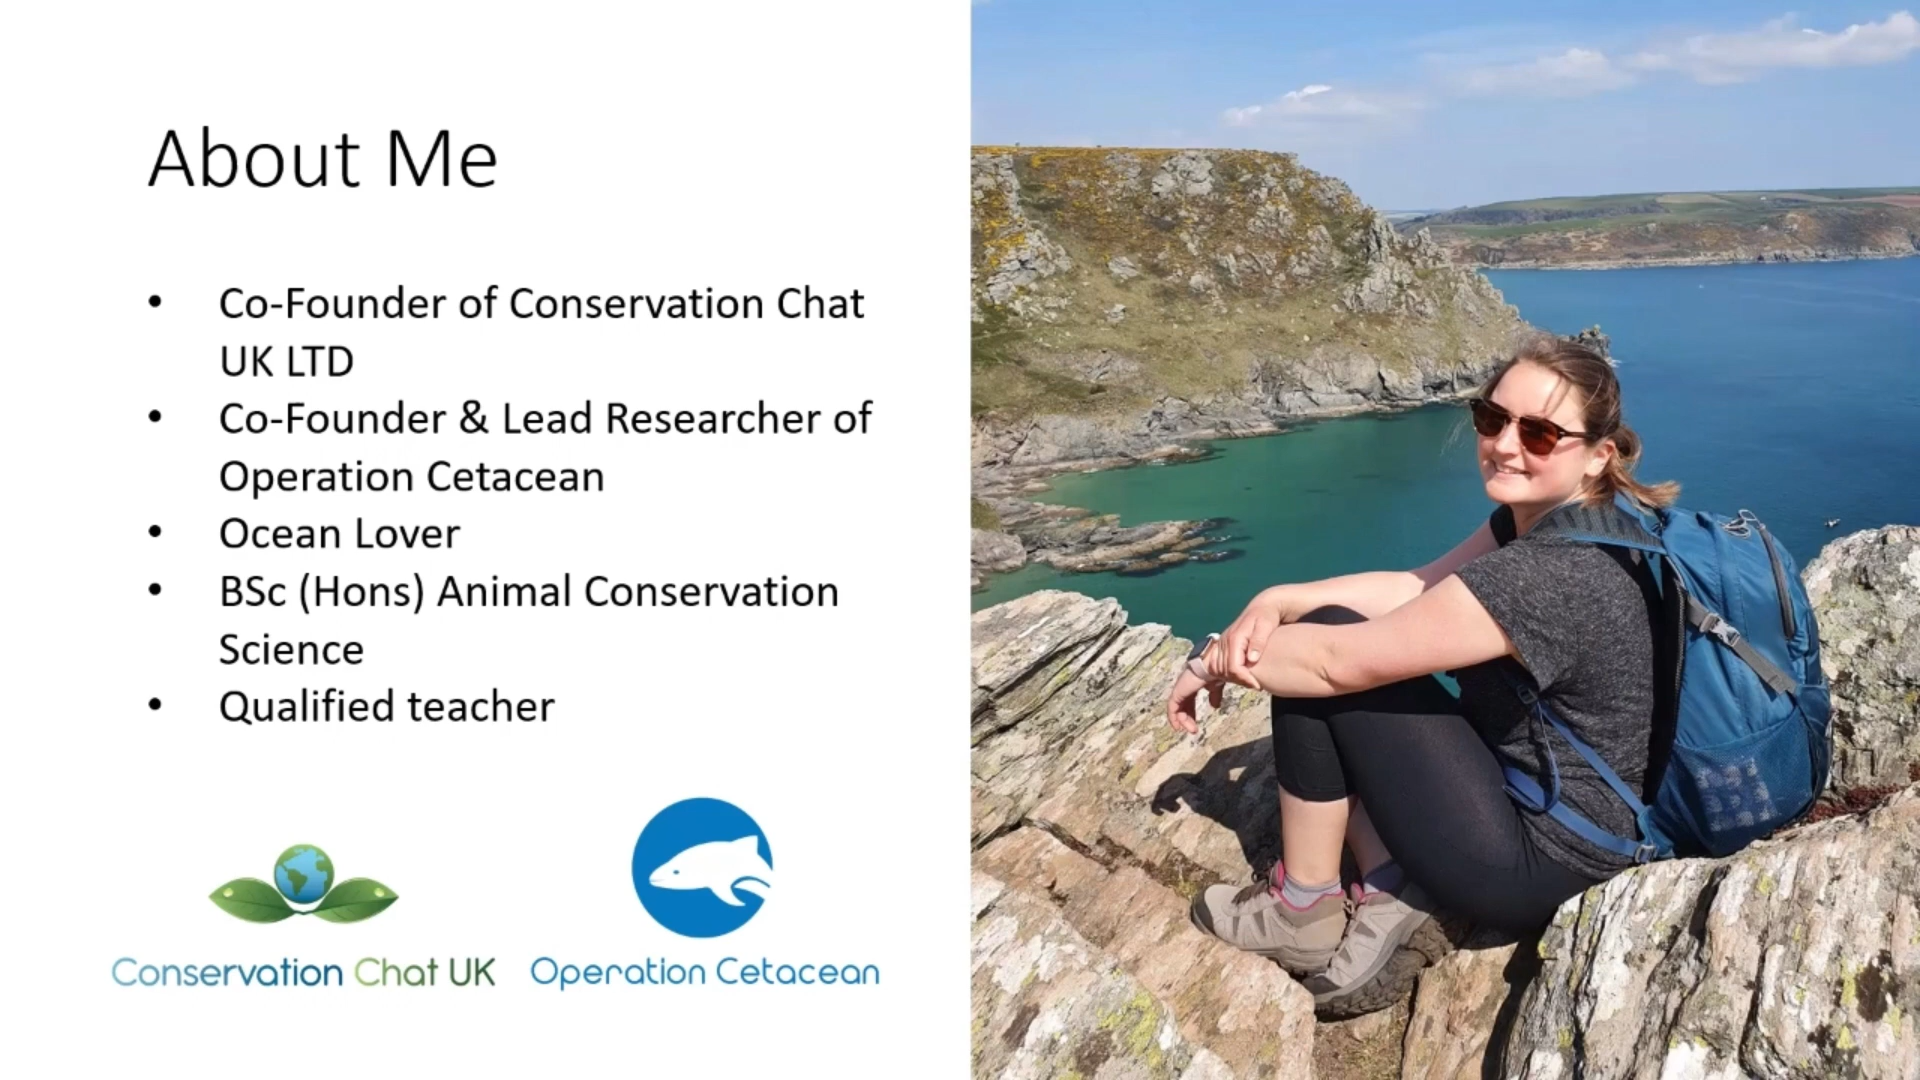 About Me
• Co-Founder of Conservation Chat
UK LTD
• Co-Founder & Lead Researcher of
Operation Cetacean
• Ocean Lover
• BSc (Hons) Animal Conservation
Science
• Qualified teacher
Conservation Chat UK
Operation Cetacean